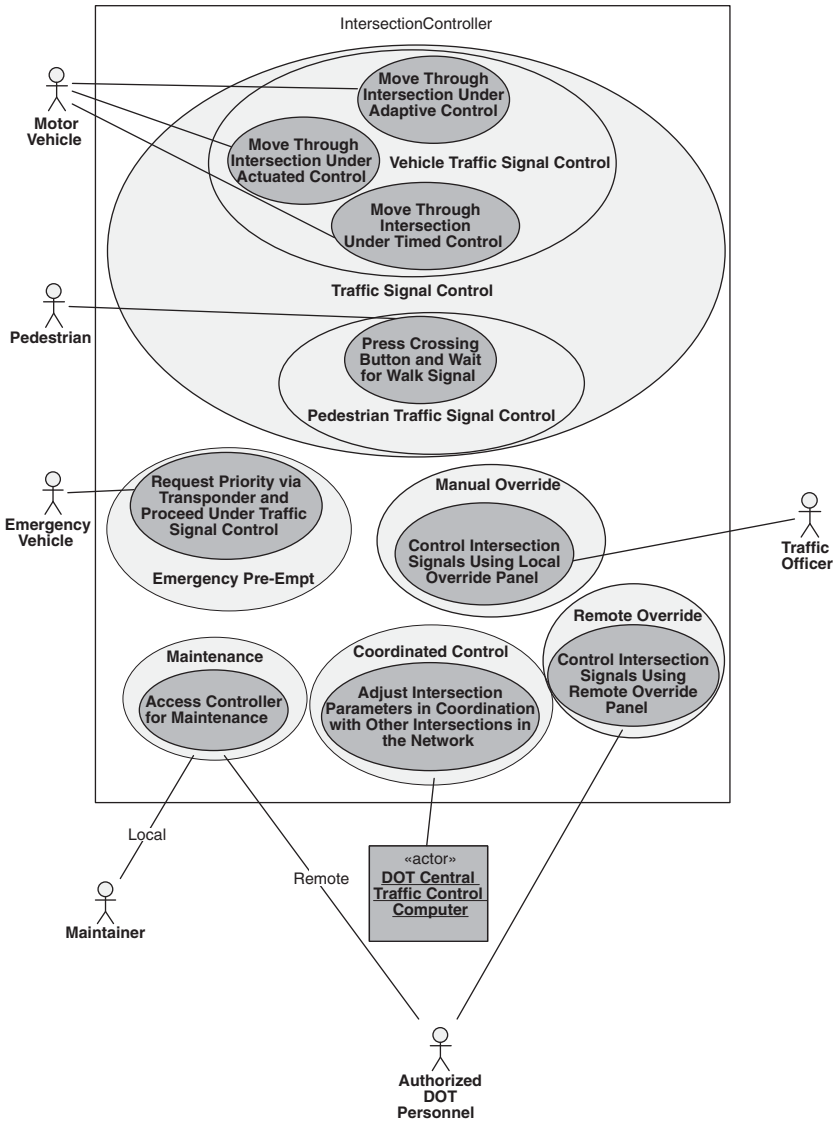 IntersectionController
Motor
Vehicle
Move Through
Intersection Under
Adaptive Control
Move Through
Intersection Under
Actuated Control
Vehicle Traffic Signal Control
Move Through
Intersection
Under Timed Control
Traffic Signal Control
Pedestrian
Press Crossing
Button and Wait
for Walk Signal
Pedestrian Traffic Signal Control
Emergency
Vehicle
Request Priority via
Transponder and
Proceed Under Traffic
Signal Control
Emergency Pre-Empt
Manual Override
Control Intersection
Signals Using Local
Override Panel
Traffic
Officer
Remote Override
Control Intersection
Signals Using
Remote Override
Panel
Maintenance
Access Controller
for Maintenance
Coordinated Control
Adjust Intersection
Parameters in Coordination
with Other Intersections in
the Network
Local
Maintainer
Remote
«actor»
DOT Central
Traffic Control
Computer
Authorized
DOT
Personnel